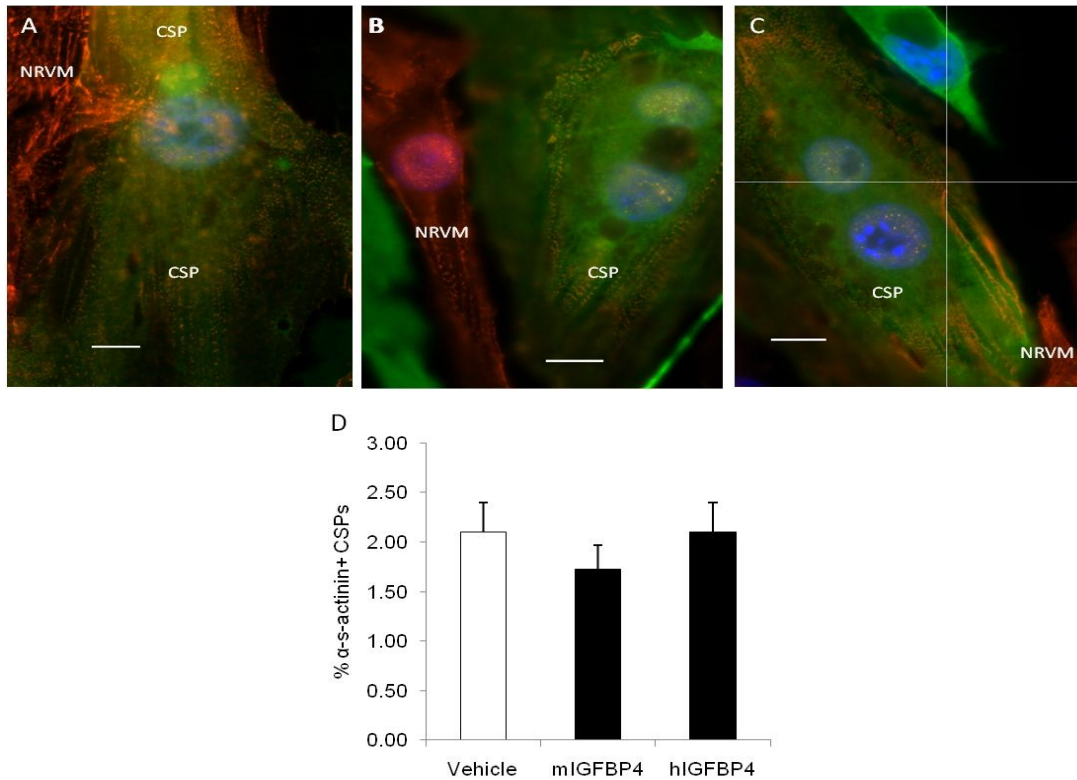 A
CSP
NRVM
CSP
B
NRVM
CSP
C
CSP
NRVM
D
3.00
2.50
2.00
1.50
1.00
0.50
0.00
% α-s-actinin+ CSPs
Vehicle mIGFBP4 hIGFBP4